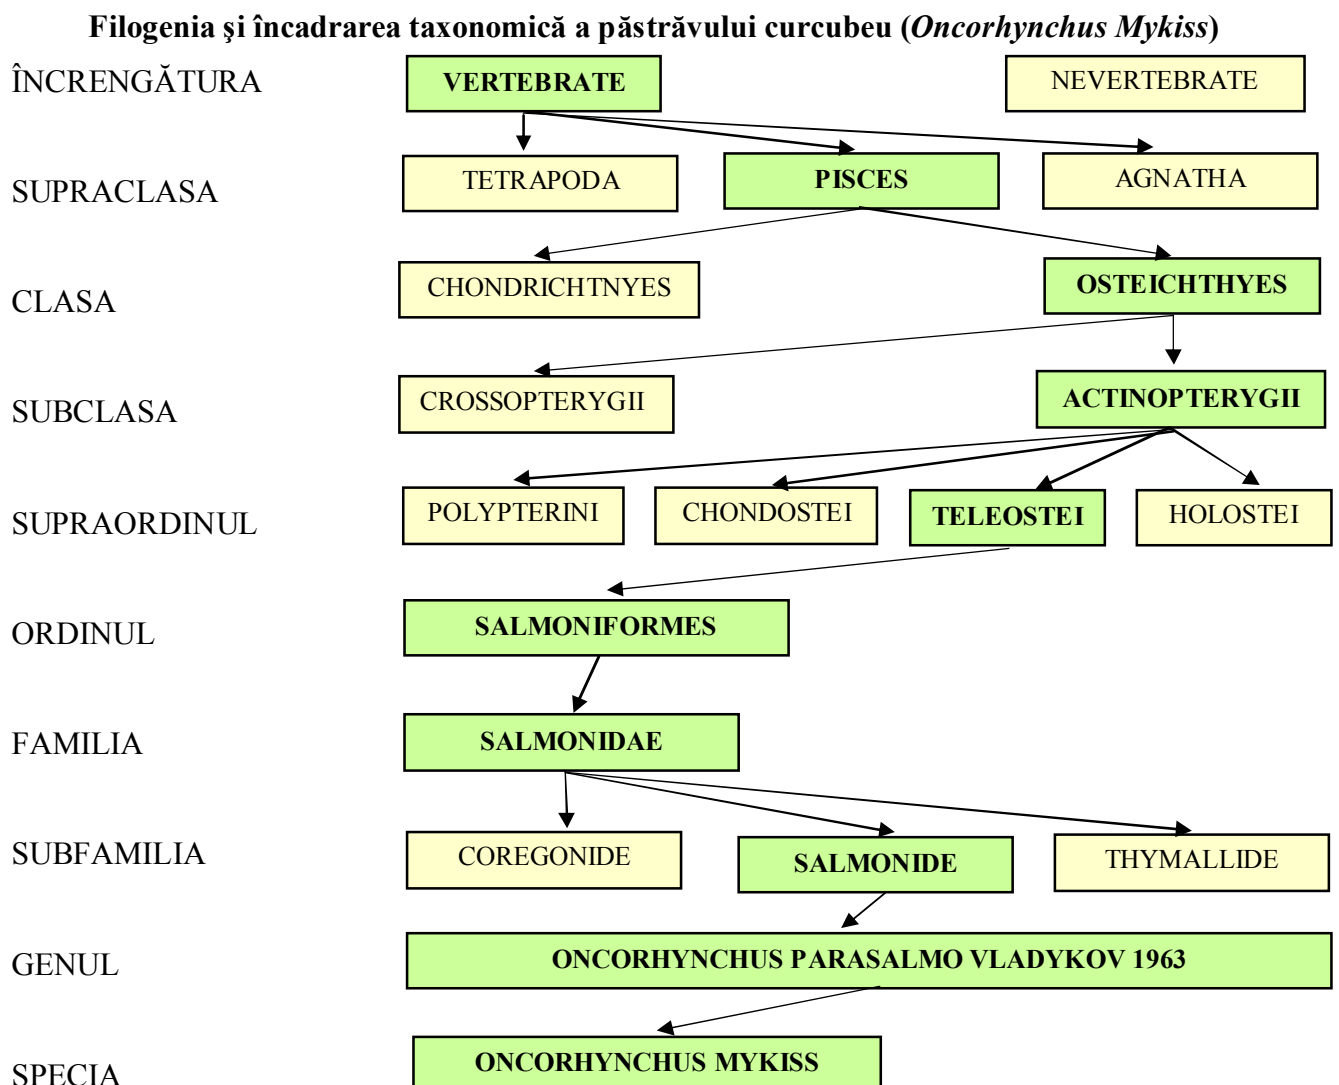 Filogenia şi încadrarea taxonomică a păstrăvului curcubeu (Oncorhynchus Mykiss)
ÎNCRENGĂTURA VERTEBRATE NEVERTEBRATE
SUPRACLASA TETRAPODA PISCES AGNATHA
CLASA CHONDRICHTNYES OSTEICHTHYES
SUBCLASA CROSSOPTERYGII ACTINOPTERYGII
SUPRAORDINUL POLYPTERINI CHONDOSTEI TELEOSTEI HOLOSTEI
ORDINUL SALMONIFORMES
FAMILIA SALMONIDAE
SUBFAMILIA COREGONIDE SALMONIDE THYMALLIDE
GENUL ONCORHYNCHUS PARASALMO VLADYKOV 1963
SPECIA ONCORHYNCHUS MYKISS